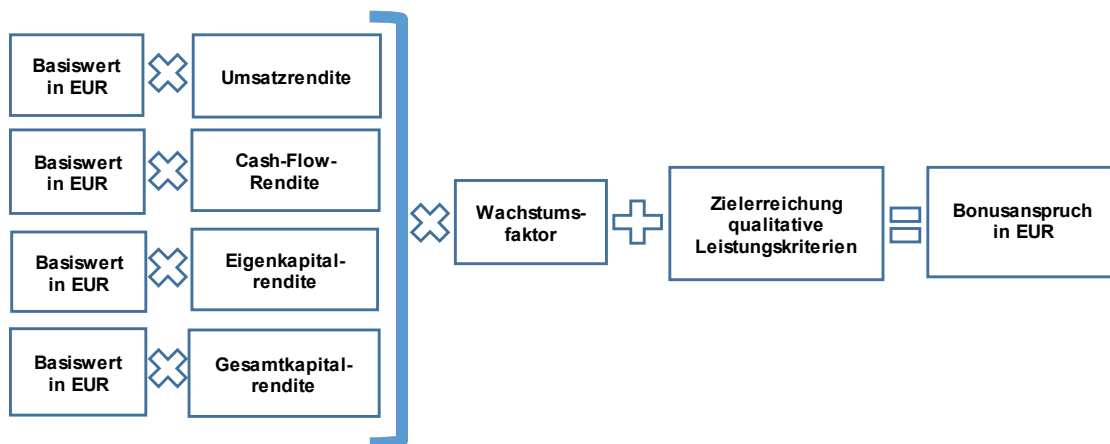 Basiswert
in EUR
Umsatzrendite
Basiswert
in EUR
Cash-Flow-
Rendite
Basiswert
in EUR
Eigenkapital-
rendite
Basiswert
in EUR
Gesamtkapital-
rendite
Wachstums-
faktor
Zielerreichung
qualitative
Leistungskriterien
Bonusanspruch
in EUR